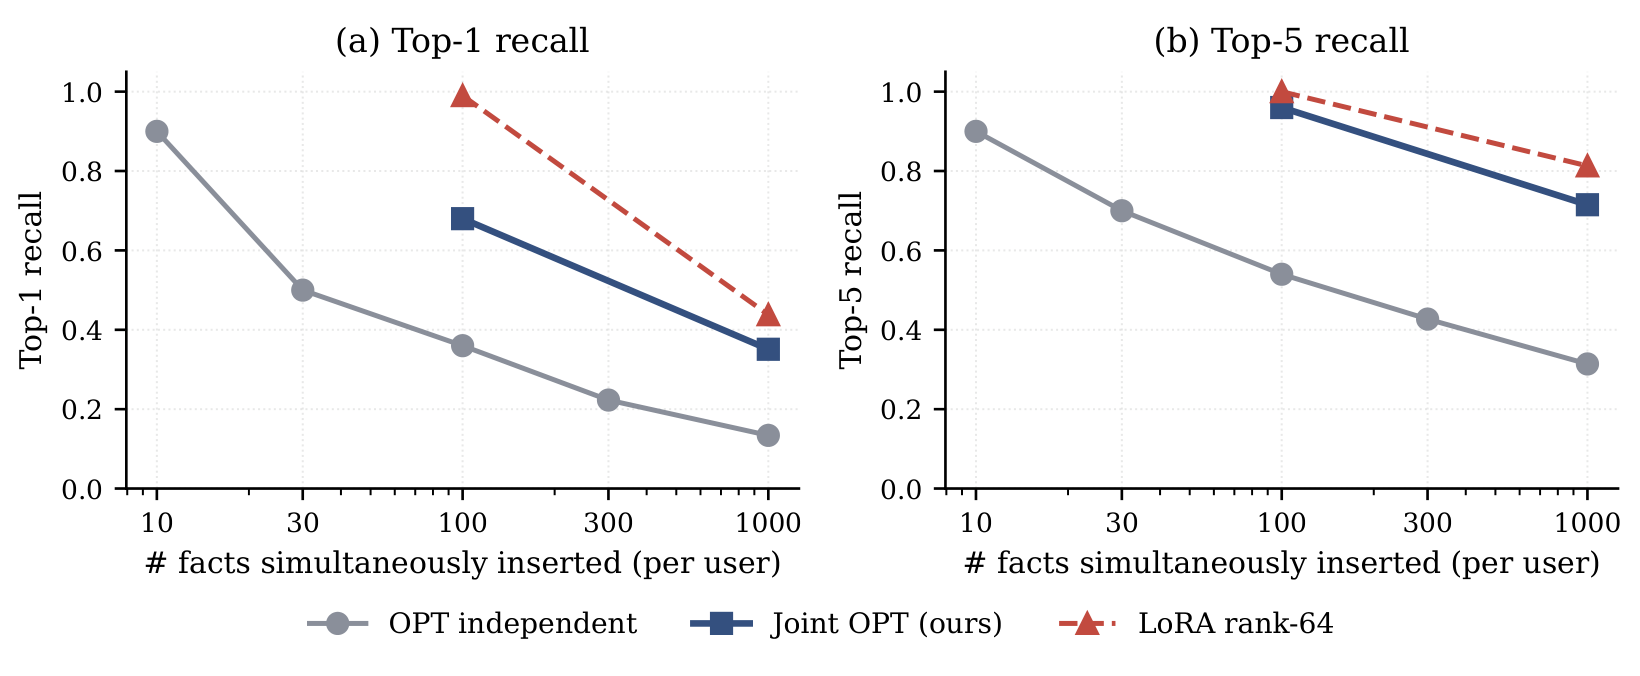 (a) Top-1 recall
Top-1 recall
1.0
0.8
0.6
0.4
0.2
0.0
10 30 100 300 1000
# facts simultaneously inserted (per user)
(b) Top-5 recall
Top-5 recall
1.0
0.8
0.6
0.4
0.2
0.0
10 30 100 300 1000
# facts simultaneously inserted (per user)
OPT independent Joint OPT (ours) LoRA rank-64